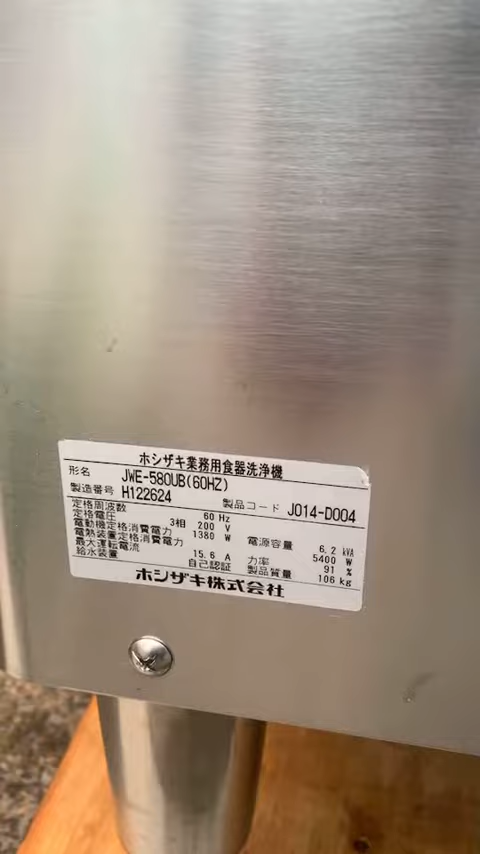 ホシザキ業務用食器洗浄機
形名 JWE-580UB(60HZ)
製造番号 H122624 製品コード J014-D004
定格周波数 60 Hz
定格電圧 3相 200 V 電源容量 6.2 kVA
電動機定格消費電力 1380 W
電熱装置定格消費電力 5400 W
最大運転電流 15.6 A 力率 91 %
給水装置 自己認証 製品質量 106 kg
ホシザキ株式会社